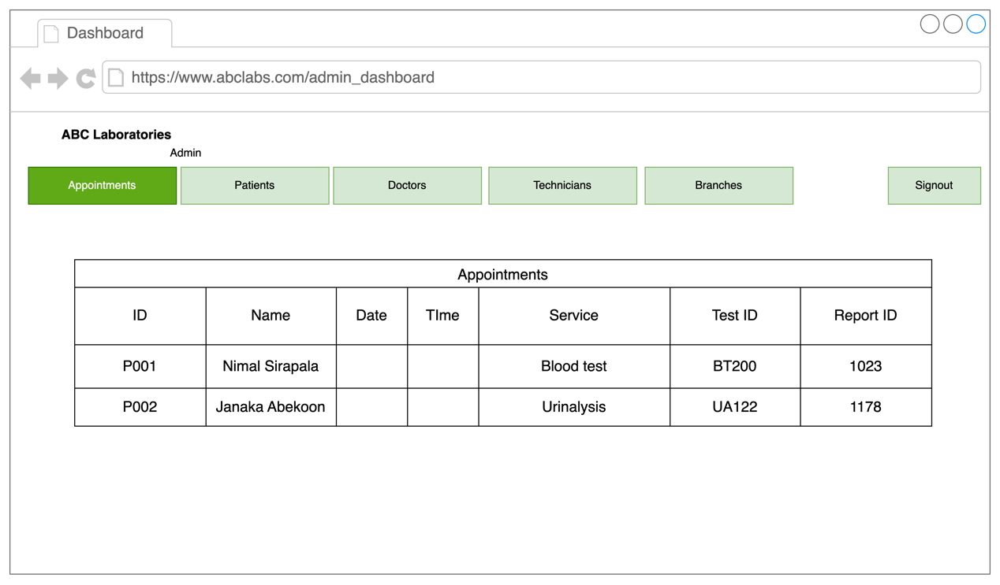 Dashboard
https://www.abclabs.com/admin_dashboard
ABC Laboratories
Admin
Appointments Patients Doctors Technicians Branches Signout
Appointments
ID Name Date TIme Service Test ID Report ID
P001 Nimal Sirapala Blood test BT200 1023
P002 Janaka Abekoon Urinalysis UA122 1178